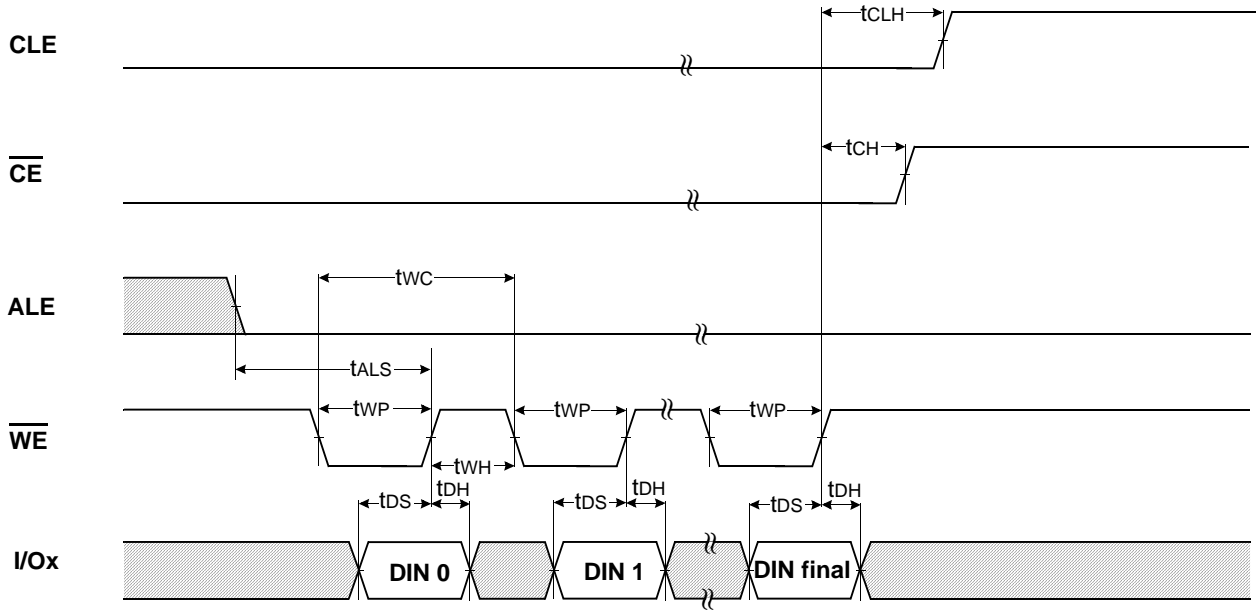 tCLH
CLE
tCH
CE
tWC
ALE
tALS
tWP tWP tWP
WE
tWH
tDS tDH tDS tDH tDS tDH
I/Ox DIN 0 DIN 1 DIN final